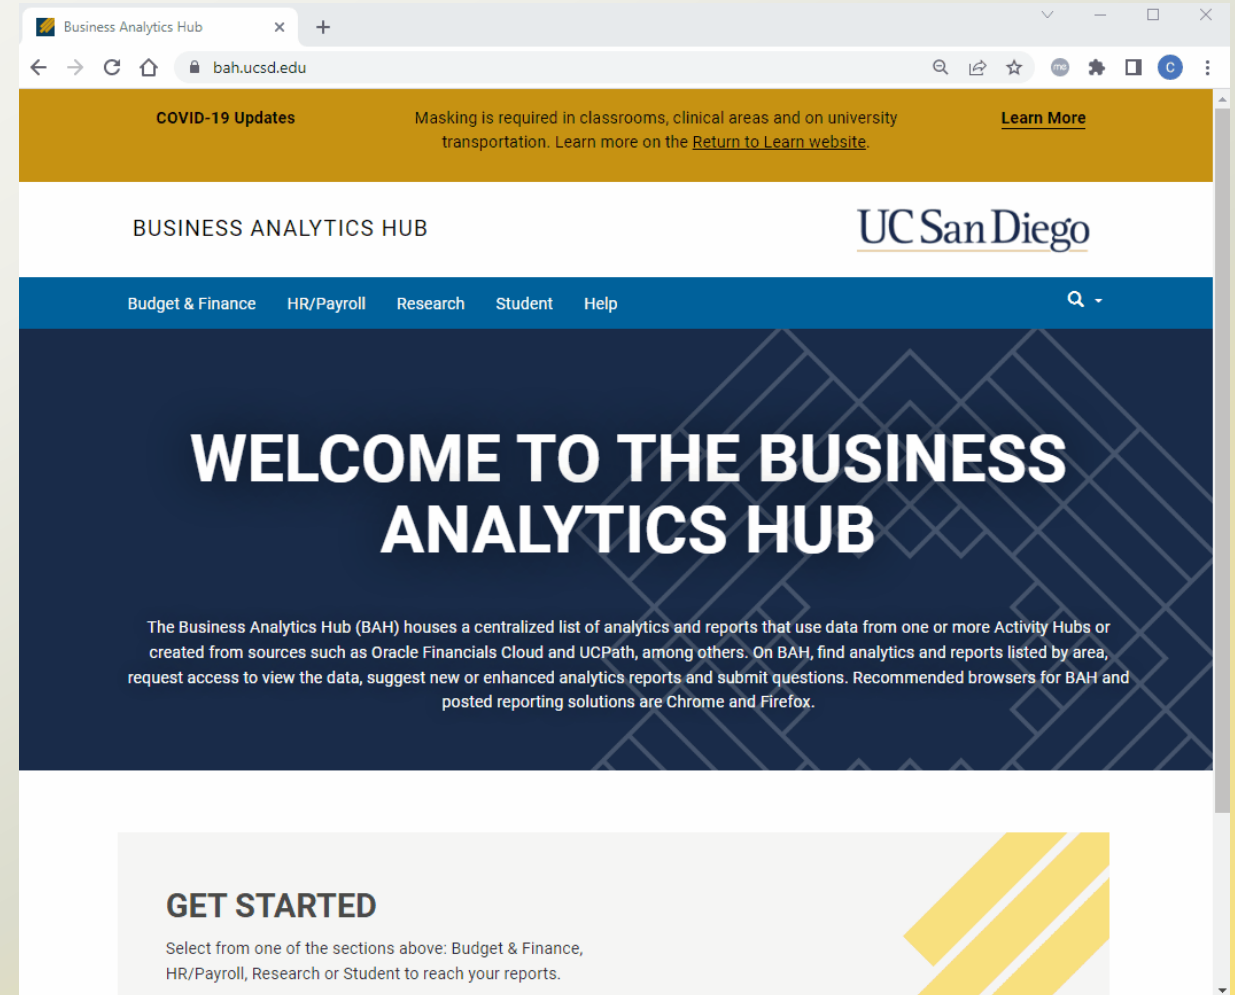 Business Analytics Hub
bah.ucsd.edu
me
C
COVID-19 Updates
Masking is required in classrooms, clinical areas and on university
transportation. Learn more on the Return to Learn website.
Learn More
BUSINESS ANALYTICS HUB
UC San Diego
Budget & Finance HR/Payroll Research Student Help
WELCOME TO THE BUSINESS
ANALYTICS HUB
The Business Analytics Hub (BAH) houses a centralized list of analytics and reports that use data from one or more Activity Hubs or
created from sources such as Oracle Financials Cloud and UCPath, among others. On BAH, find analytics and reports listed by area,
request access to view the data, suggest new or enhanced analytics reports and submit questions. Recommended browsers for BAH and
posted reporting solutions are Chrome and Firefox.
GET STARTED
Select from one of the sections above: Budget & Finance,
HR/Payroll, Research or Student to reach your reports.